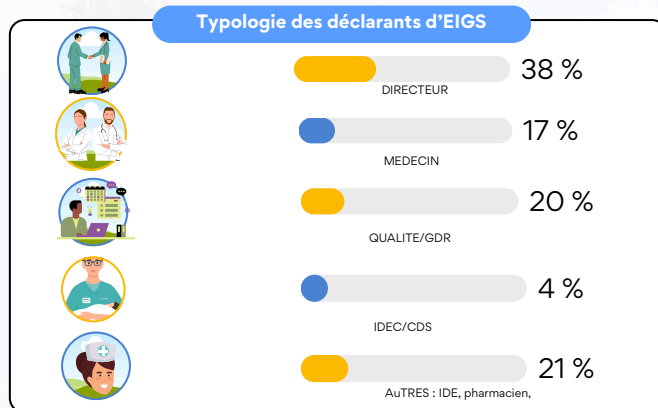 Typologie des déclarants d’EIGS
38 %
DIRECTEUR
17 %
MEDECIN
20 %
QUALITE/GDR
4 %
IDEC/CDS
21 %
AuTRES : IDE, pharmacien,